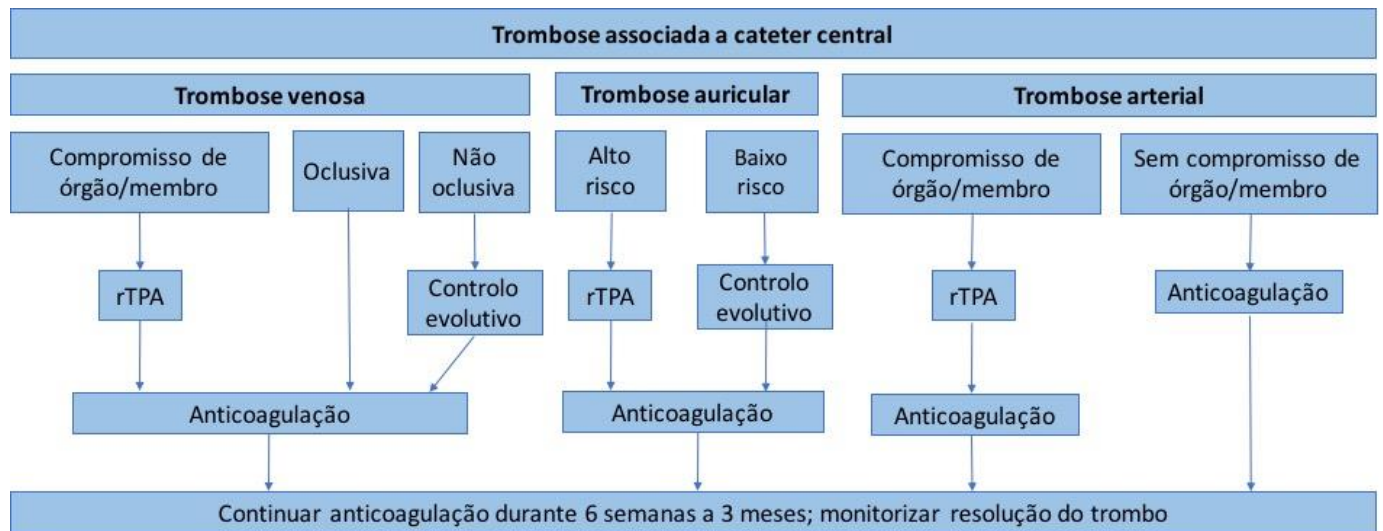 Trombose associada a cateter central
Trombose venosa
Trombose auricular
Trombose arterial
Compromisso de
órgão/membro
Oclusiva
Não
oclusiva
Alto
risco
Baixo
risco
Compromisso de
órgão/membro
Sem compromisso de
órgão/membro
rTPA
Controlo
evolutivo
rTPA
Controlo
evolutivo
rTPA
Anticoagulação
Anticoagulação
Anticoagulação
Anticoagulação
Continuar anticoagulação durante 6 semanas a 3 meses; monitorizar resolução do trombo